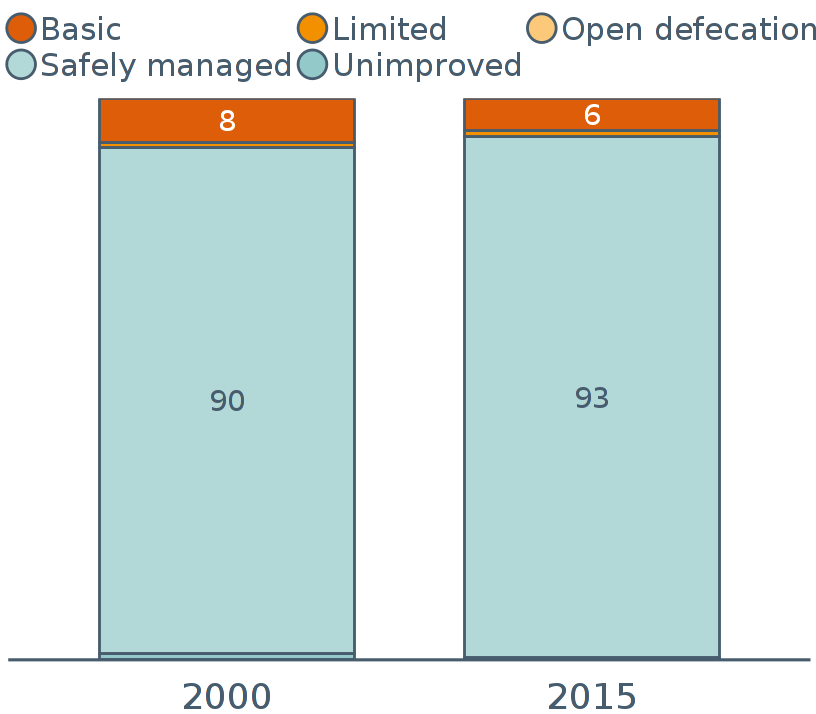 Basic Limited Open defecation
Safely managed Unimproved
8 6
90 93
2000 2015